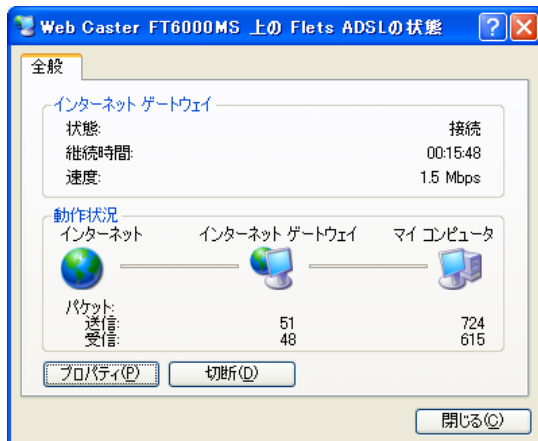 Web Caster FT6000MS 上の Flets ADSLの状態
全般
インターネット ゲートウェイ
状態: 接続
継続時間: 00:15:48
速度: 1.5 Mbps
動作状況
インターネット インターネット ゲートウェイ マイ コンピュータ
パケット:
送信: 51 724
受信: 48 615
プロパティ(P) 切断(D)
閉じる(C)